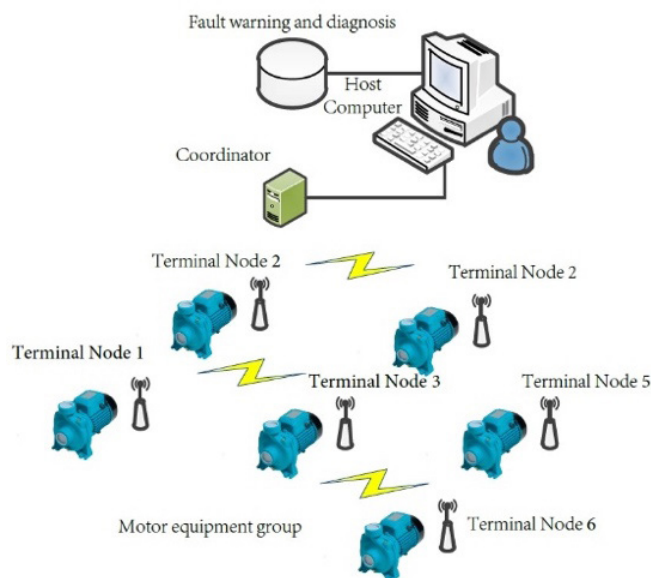 Fault warning and diagnosis
Host
Computer
Coordinator
Terminal Node 2
Terminal Node 2
Terminal Node 1
Terminal Node 3
Terminal Node 5
Motor equipment group
Terminal Node 6